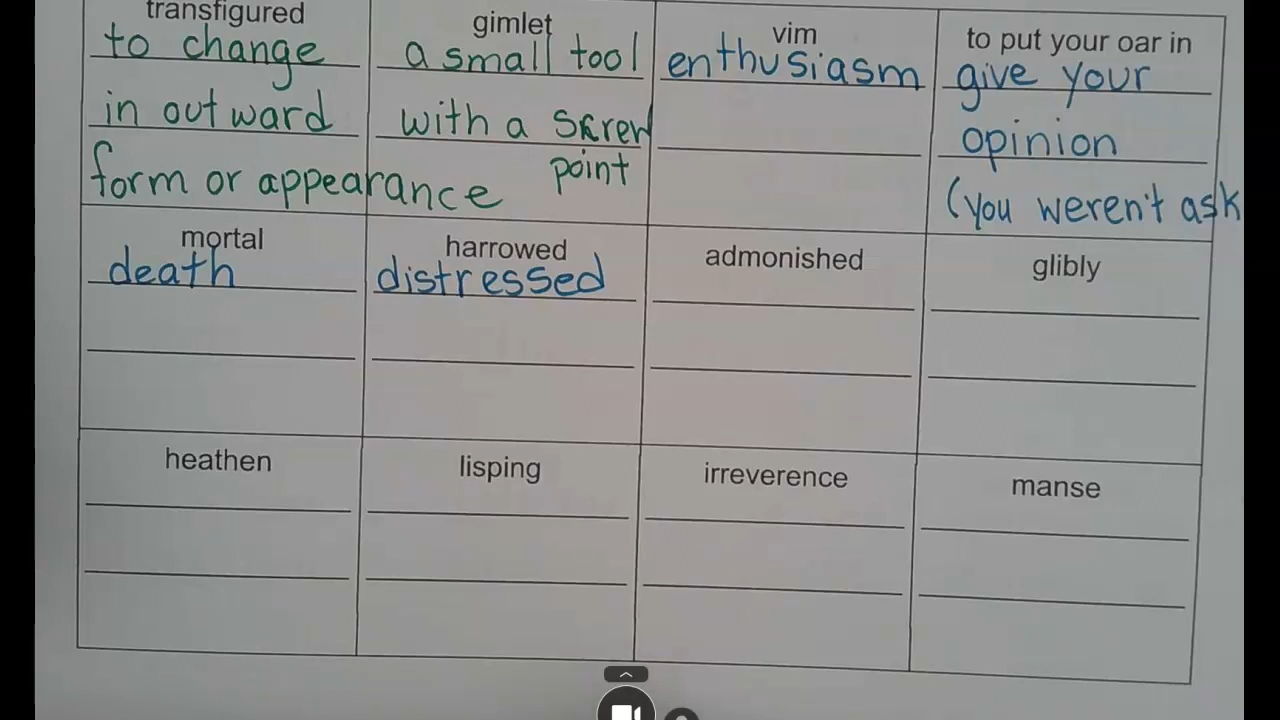 transfigured
to change
in outward
form or appearance
gimlet
a small tool
with a screw
point
vim
enthusiasm
to put your oar in
give your
opinion
(you weren't ask
mortal
death
harrowed
distressed
admonished
glibly
heathen
lisping
irreverence
manse